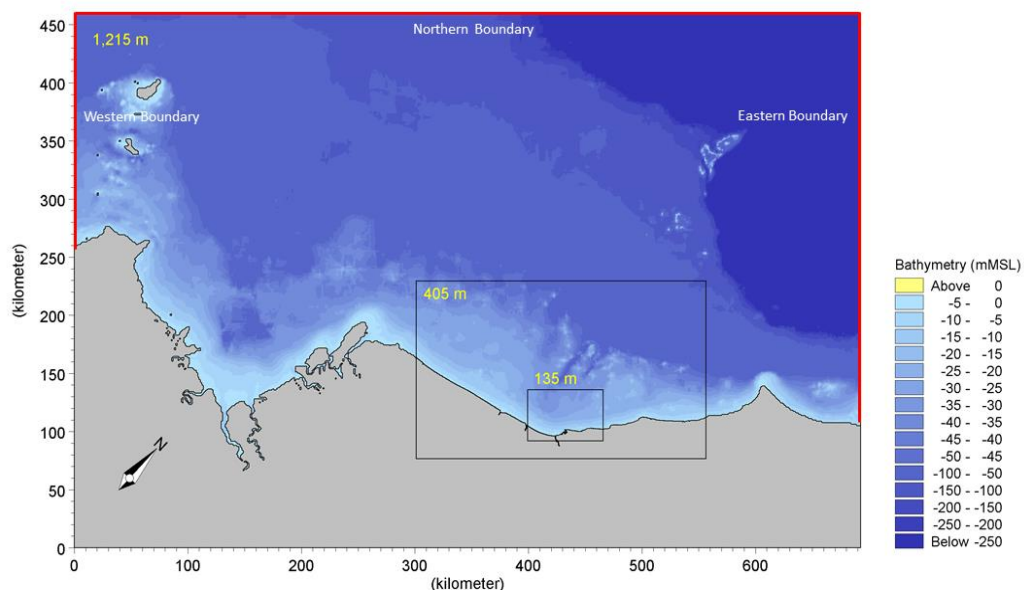 Northern Boundary
1,215 m
Western Boundary
Eastern Boundary
405 m
135 m
N
450
400
350
300
250
200
150
100
50
0
(kilometer)
0
100
200
300
400
500
600
(kilometer)
Bathymetry (mMSL)
Above 0
-5 - 0
-10 - -5
-15 - -10
-20 - -15
-25 - -20
-30 - -25
-35 - -30
-40 - -35
-45 - -40
-50 - -45
-100 - -50
-150 - -100
-200 - -150
-250 - -200
Below -250